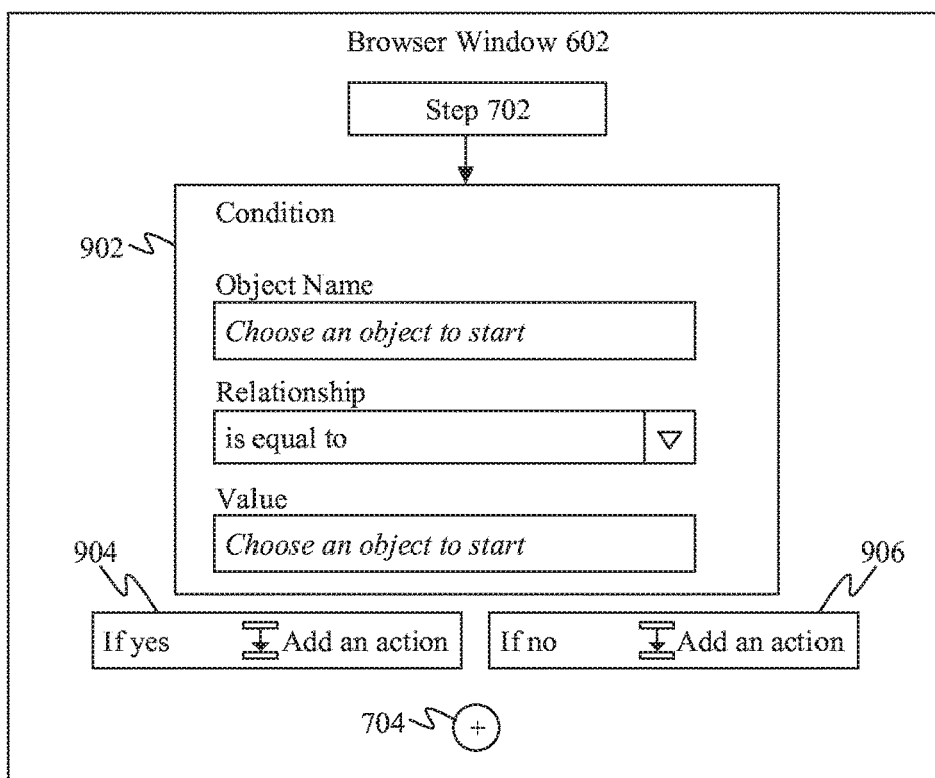 Browser Window 602
Step 702
Condition
902
Object Name
Choose an object to start
Relationship
is equal to
Value
Choose an object to start
904
906
If yes
Add an action
If no
Add an action
704
+